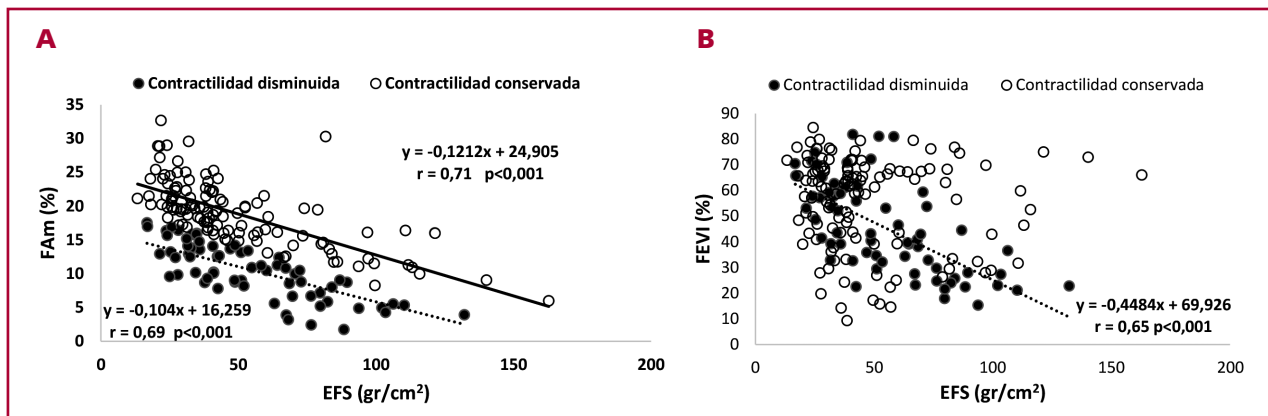 A
Contractilidad disminuida
Contractilidad conservada
35
30
25
20
15
10
5
0
FAm (%)
y = -0,1212x + 24,905
r = 0,71 p<0,001
y = -0,104x + 16,259
r = 0,69 p<0,001
0
50
100
150
200
EFS (gr/cm²)
B
Contractilidad disminuida
Contractilidad conservada
90
80
70
60
50
40
30
20
10
0
FEVI (%)
y = -0,4484x + 69,926
r = 0,65 p<0,001
0
50
100
150
200
EFS (gr/cm²)